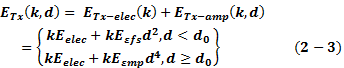 E_{Tx}(k,d) = E_{Tx-elec}(k) + E_{Tx-amp}(k,d)
= { kE_{elec} + kE_{εfs}d^2, d < d_0
kE_{elec} + kE_{εmp}d^4, d ≥ d_0 } (2 − 3)